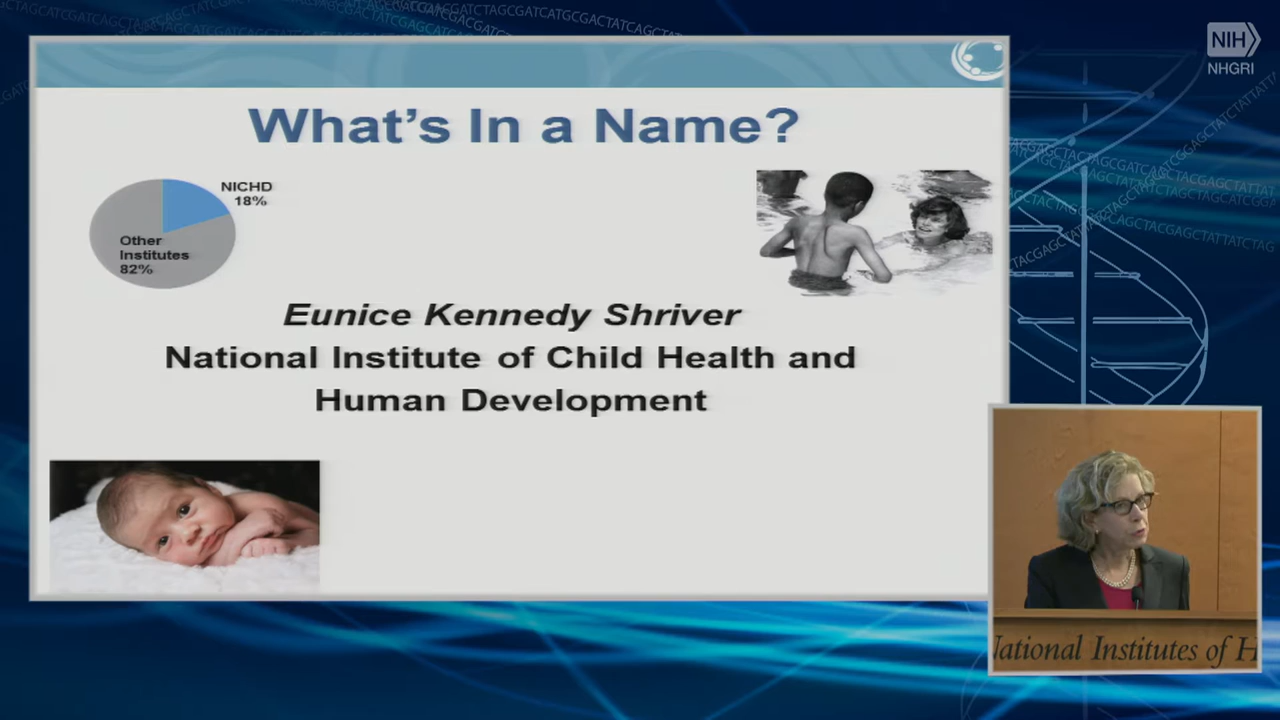 NIH
NHGRI
What's In a Name?
NICHD
18%
Other
Institutes
82%
Eunice Kennedy Shriver
National Institute of Child Health and
Human Development
National Institutes of H